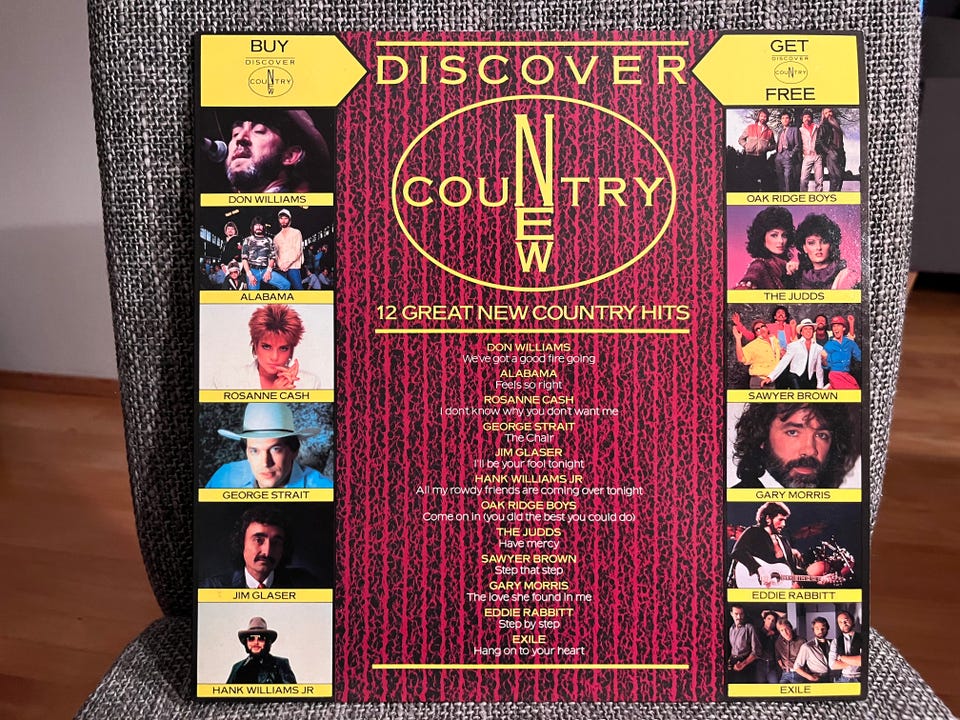 BUY
DISCOVER
COUNTRY
NEW
DON WILLIAMS
ALABAMA
ROSANNE CASH
GEORGE STRAIT
JIM GLASER
HANK WILLIAMS JR
DISCOVER
NEW
COUNTRY
12 GREAT NEW COUNTRY HITS
DON WILLIAMS
We've got a good fire going
ALABAMA
Feels so right
ROSANNE CASH
I don't know why you don't want me
GEORGE STRAIT
The Chair
JIM GLASER
I'll be your fool tonight
HANK WILLIAMS JR
All my rowdy friends are coming over tonight
OAK RIDGE BOYS
Come on in (you did the best you could do)
THE JUDDS
Have mercy
SAWYER BROWN
Step that step
GARY MORRIS
The love she found in me
EDDIE RABBITT
Step by step
EXILE
Hang on to your heart
GET
DISCOVER
COUNTRY
NEW
FREE
OAK RIDGE BOYS
THE JUDDS
SAWYER BROWN
GARY MORRIS
EDDIE RABBITT
EXILE